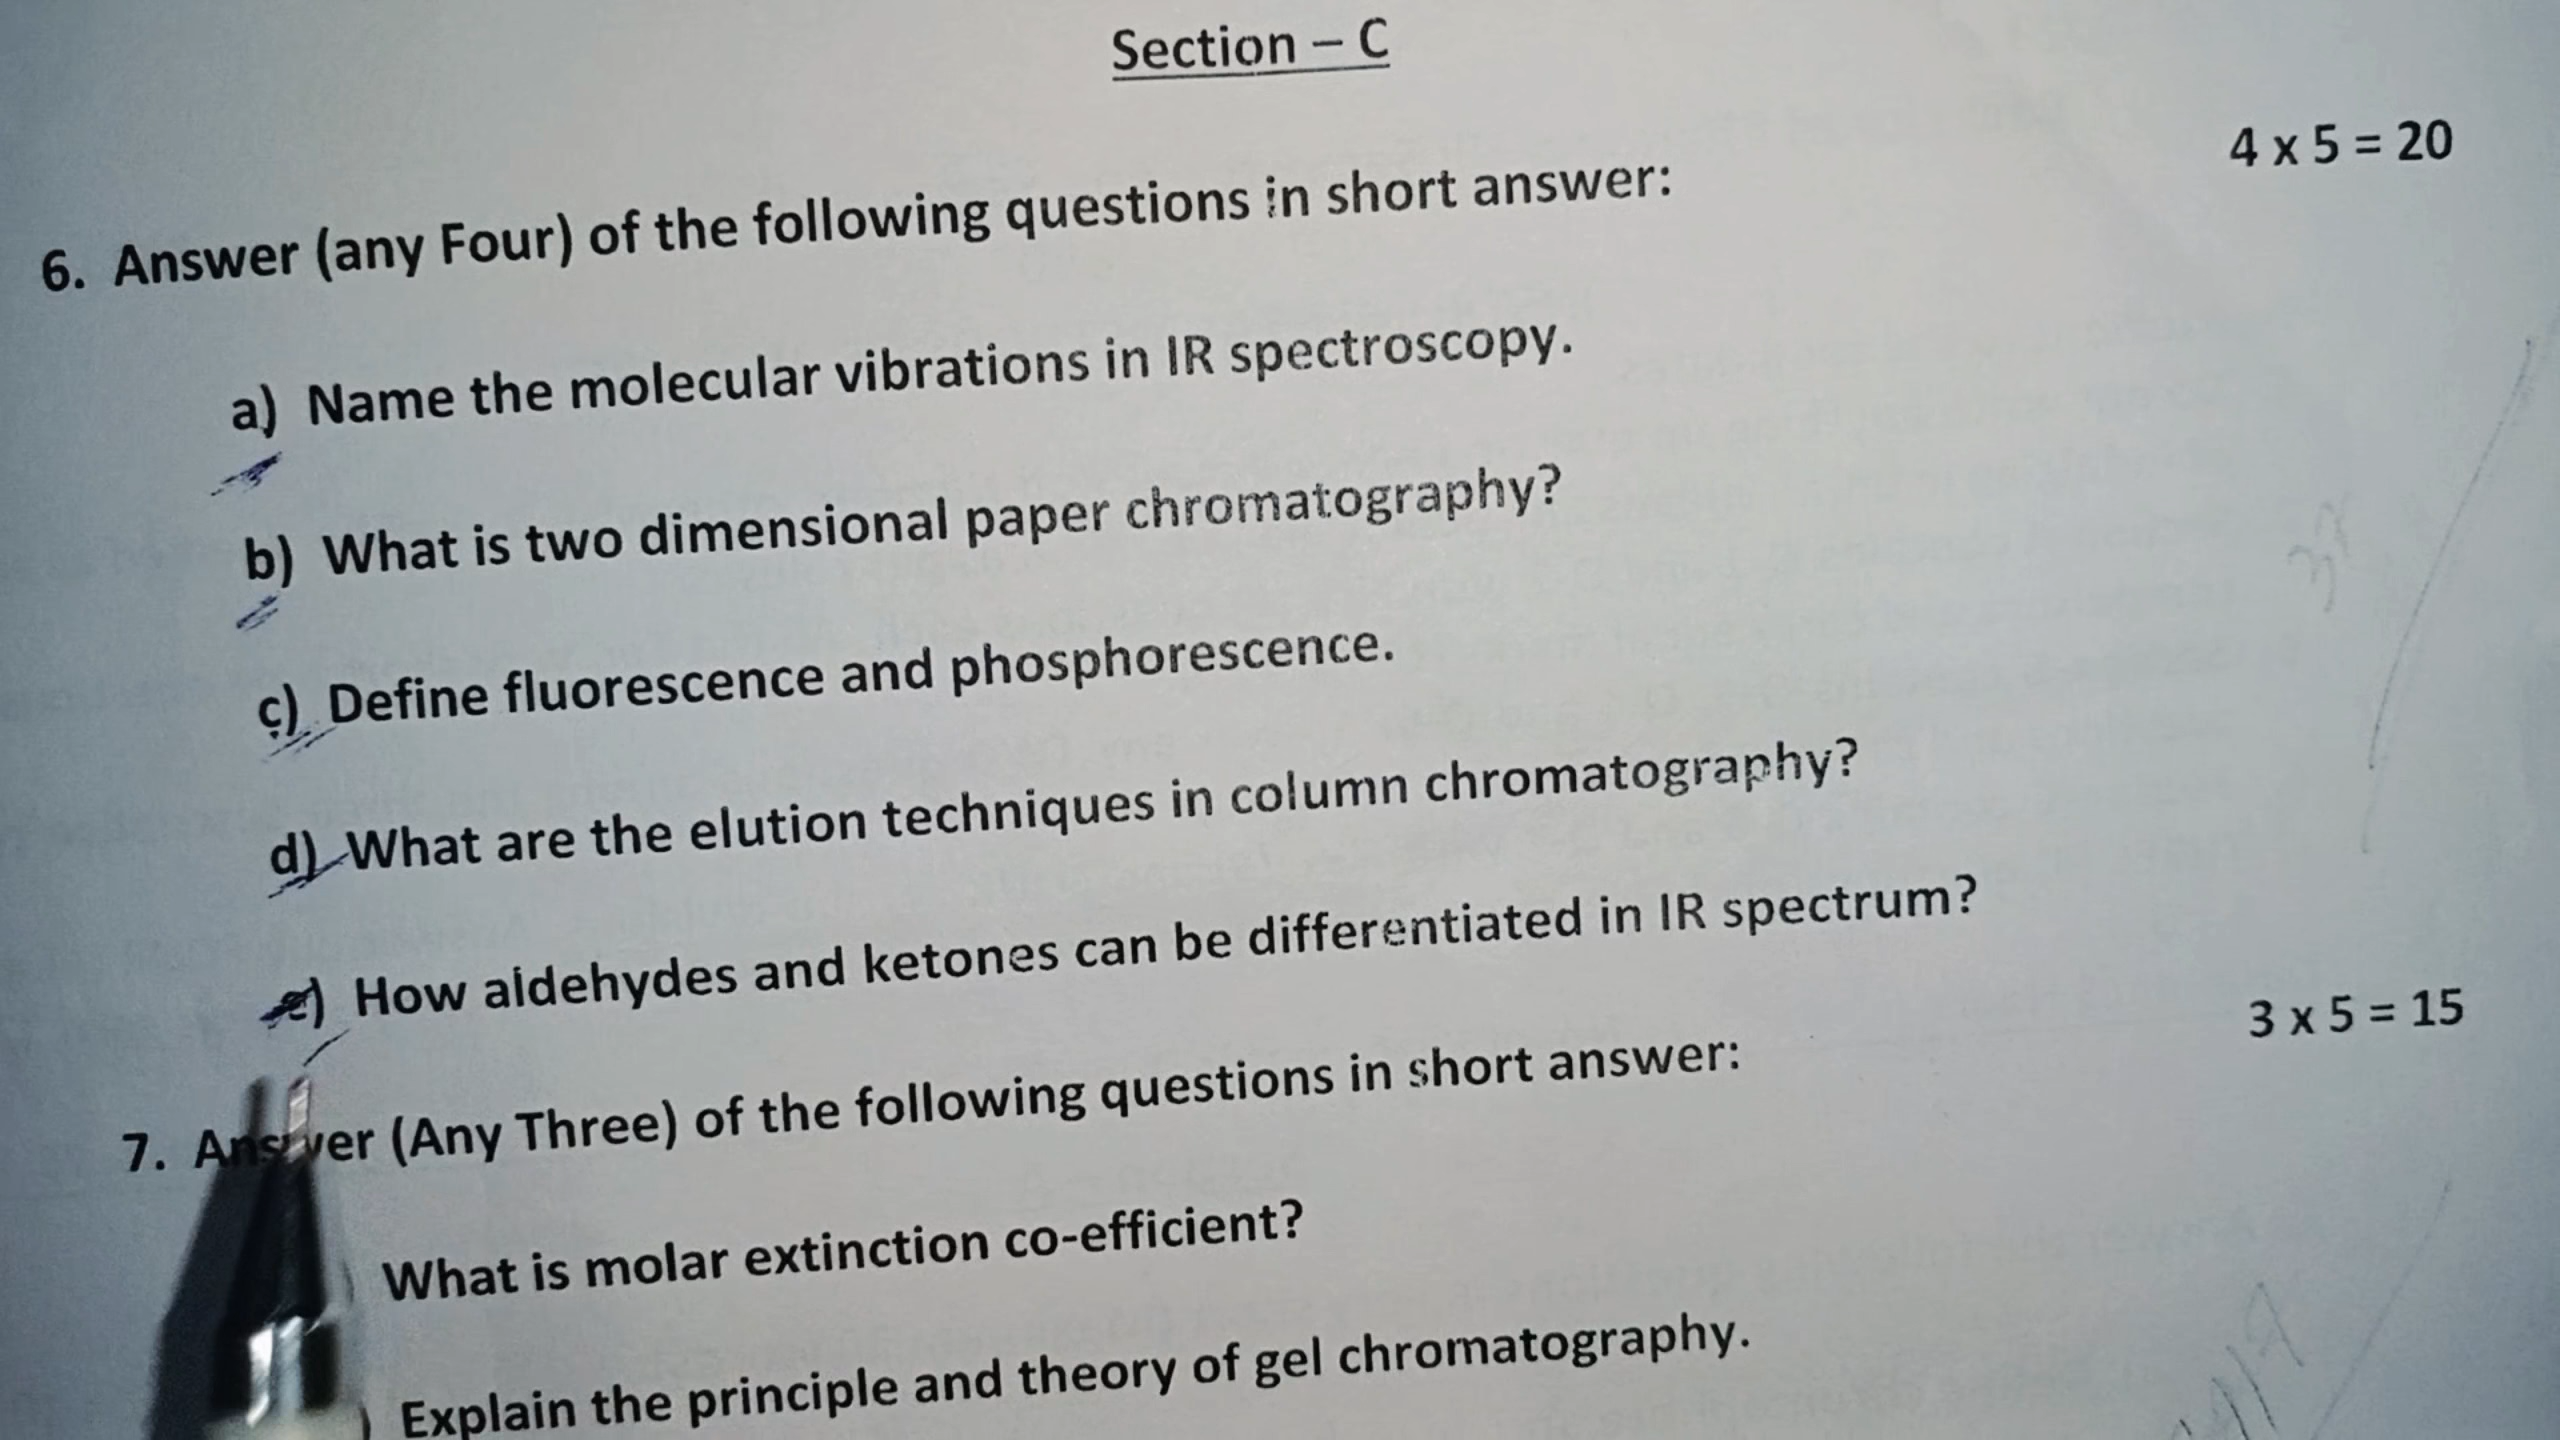 Section – C
4 x 5 = 20
6. Answer (any Four) of the following questions in short answer:
a) Name the molecular vibrations in IR spectroscopy.
b) What is two dimensional paper chromatography?
c) Define fluorescence and phosphorescence.
d) What are the elution techniques in column chromatography?
e) How aldehydes and ketones can be differentiated in IR spectrum?
3 x 5 = 15
7. Answer (Any Three) of the following questions in short answer:
What is molar extinction co-efficient?
Explain the principle and theory of gel chromatography.